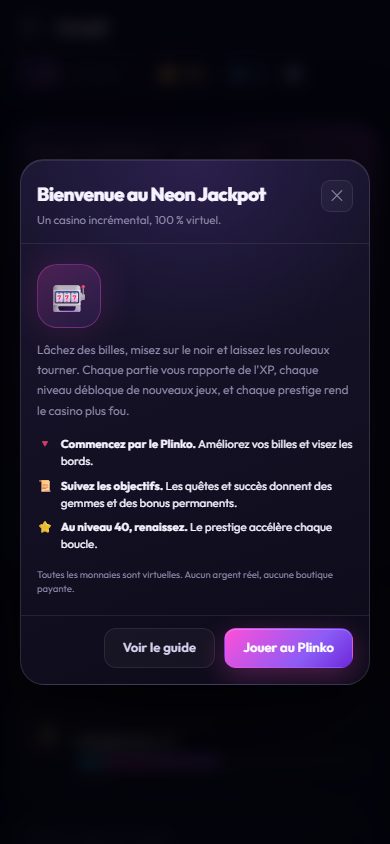 Bienvenue au Neon Jackpot
Un casino incrémental, 100 % virtuel.
777
Lâchez des billes, misez sur le noir et laissez les rouleaux
tourner. Chaque partie vous rapporte de l'XP, chaque
niveau débloque de nouveaux jeux, et chaque prestige rend
le casino plus fou.
Commencez par le Plinko. Améliorez vos billes et visez les
bords.
Suivez les objectifs. Les quêtes et succès donnent des
gemmes et des bonus permanents.
Au niveau 40, renaissez. Le prestige accélère chaque
boucle.
Toutes les monnaies sont virtuelles. Aucun argent réel, aucune boutique
payante.
Voir le guide
Jouer au Plinko